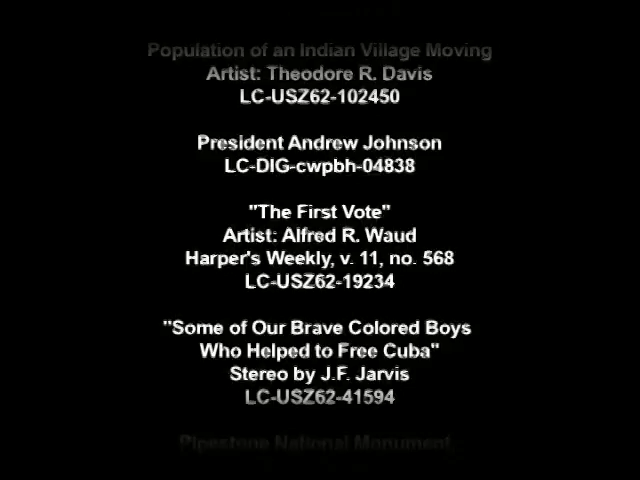 Population of an Indian Village Moving
Artist: Theodore R. Davis
LC-USZ62-102450
President Andrew Johnson
LC-DIG-cwpbh-04838
"The First Vote"
Artist: Alfred R. Waud
Harper's Weekly, v. 11, no. 568
LC-USZ62-19234
"Some of Our Brave Colored Boys
Who Helped to Free Cuba"
Stereo by J.F. Jarvis
LC-USZ62-41594
Pipestone National Monument,